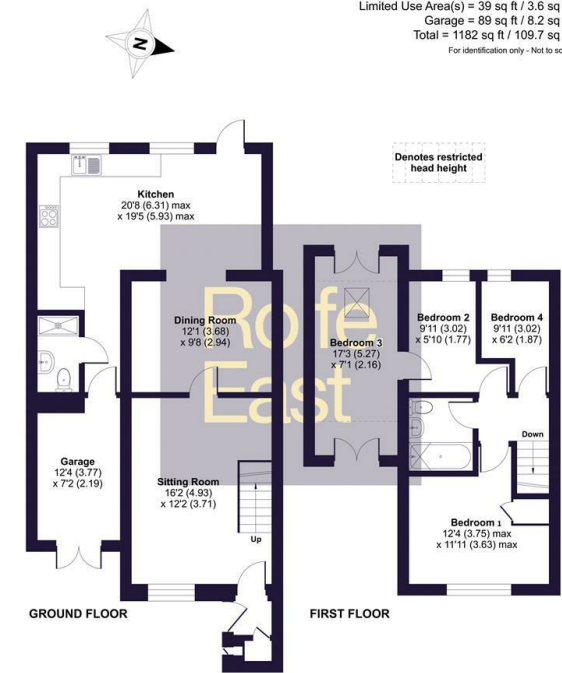 Limited Use Area(s) = 39 sq ft / 3.6 sq
Garage = 89 sq ft / 8.2 sq
Total = 1182 sq ft / 109.7 sq
For identification only - Not to sc
N
Denotes restricted
head height
Kitchen
20'8 (6.31) max
x 19'5 (5.93) max
Dining Room
12'1 (3.68)
x 9'8 (2.94)
Rolfe
East
Bedroom 3
17'3 (5.27)
x 7'1 (2.16)
Bedroom 2
9'11 (3.02)
x 5'10 (1.77)
Bedroom 4
9'11 (3.02)
x 6'2 (1.87)
Garage
12'4 (3.77)
x 7'2 (2.19)
Sitting Room
16'2 (4.93)
x 12'2 (3.71)
Up
Down
Bedroom 1
12'4 (3.75) max
x 11'11 (3.63) max
GROUND FLOOR
FIRST FLOOR